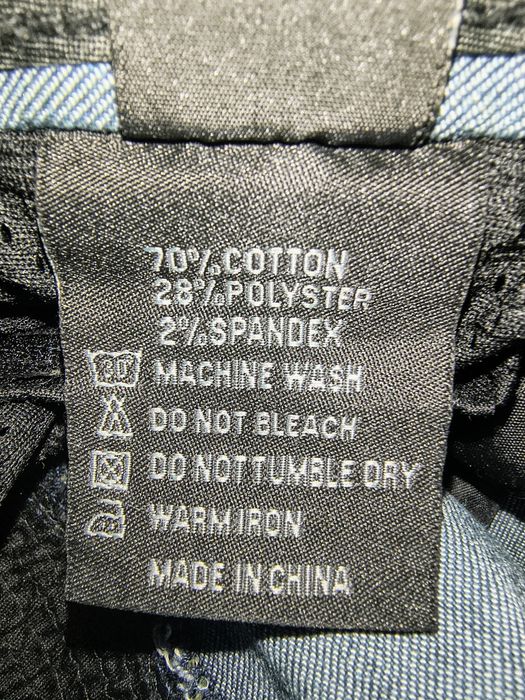 70% COTTON
28% POLYSTER
2% SPANDEX
30 MACHINE WASH
DO NOT BLEACH
DO NOT TUMBLE DRY
WARM IRON
MADE IN CHINA